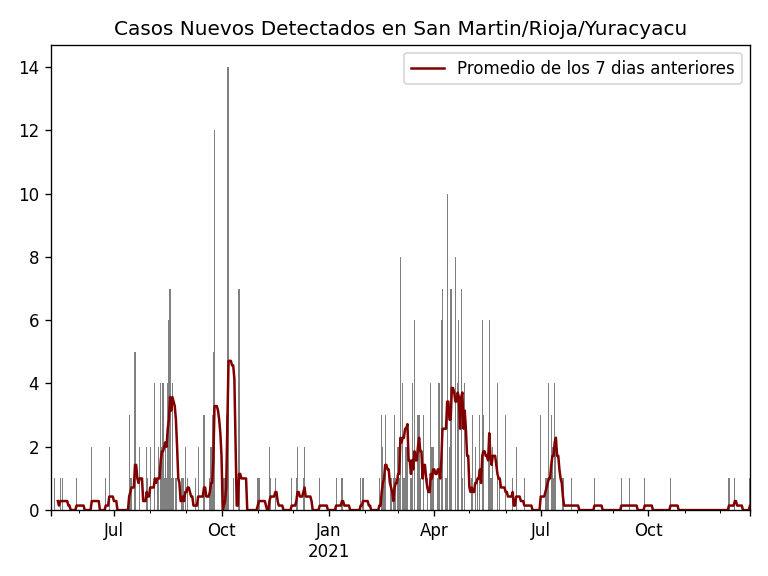 Casos Nuevos Detectados en San Martin/Rioja/Yuracyacu
Promedio de los 7 dias anteriores
14
12
10
8
6
4
2
0
Jul
Oct
Jan
2021
Apr
Jul
Oct